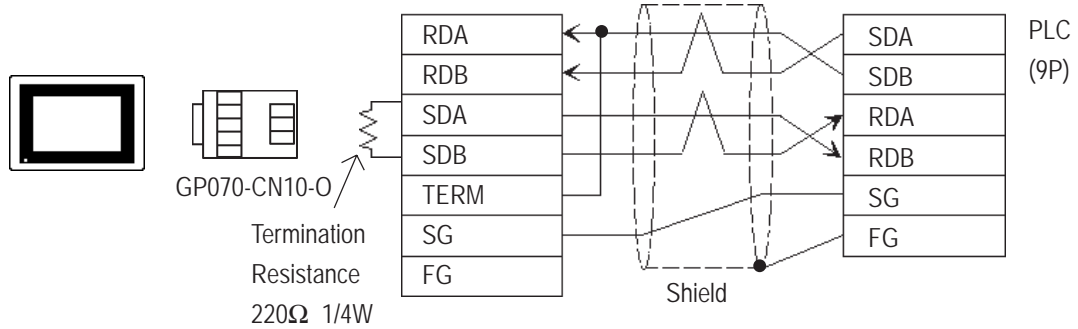 RDA
RDB
SDA
SDB
TERM
SG
FG
GP070-CN10-O
Termination
Resistance
220Ω 1/4W
Shield
SDA
SDB
RDA
RDB
SG
FG
PLC
(9P)